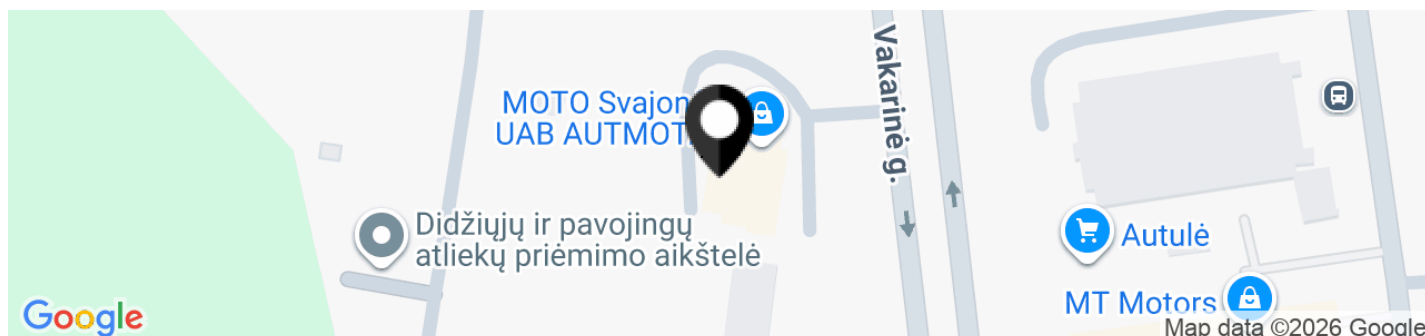 MOTO Svajon
UAB AUTMOT
Vakarinė g.
Didžiųjų ir pavojingų
atliekų priėmimo aikštelė
Autulė
MT Motors
Google
Map data ©2026 Google